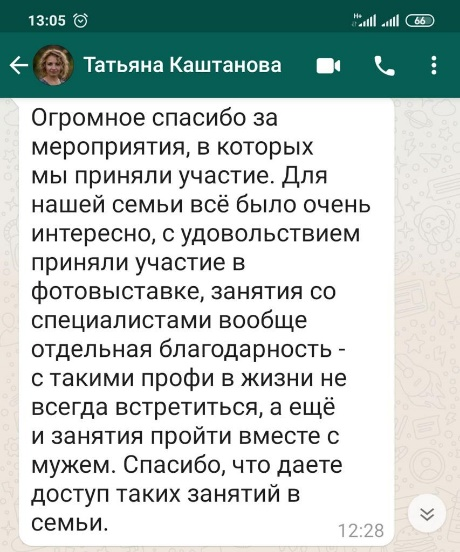 13:05
H+
66
Татьяна Каштанова
Огромное спасибо за
мероприятия, в которых
мы приняли участие. Для
нашей семьи всё было очень
интересно, с удовольствием
приняли участие в
фотовыставке, занятия со
специалистами вообще
отдельная благодарность -
с такими профи в жизни не
всегда встретиться, а ещё
и занятия пройти вместе с
мужем. Спасибо, что даете
доступ таких занятий в
семьи.
12:28